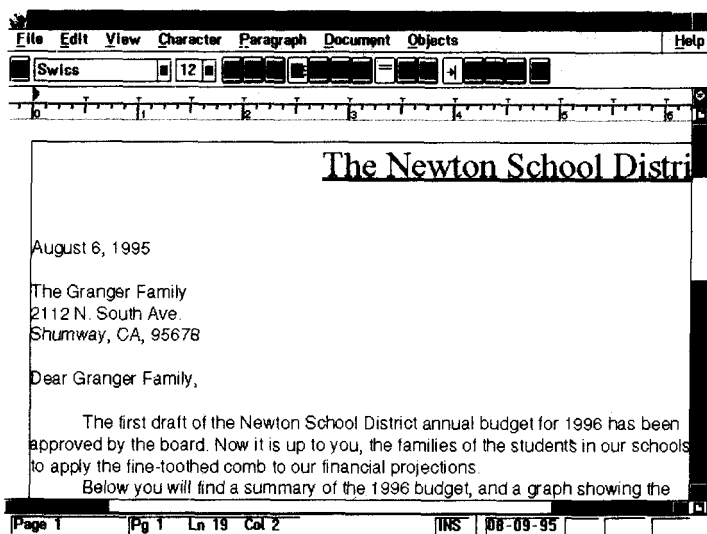 File Edit View Character Paragraph Document Objects Help
Swiss 12
0 1 2 3 4 5 6
The Newton School Distri
August 6, 1995
The Granger Family
2112 N. South Ave.
Shumway, CA, 95678
Dear Granger Family,
The first draft of the Newton School District annual budget for 1996 has been
approved by the board. Now it is up to you, the families of the students in our schools
to apply the fine-toothed comb to our financial projections.
Below you will find a summary of the 1996 budget, and a graph showing the
Page 1 Pg 1 Ln 19 Col 2 INS 08-09-95